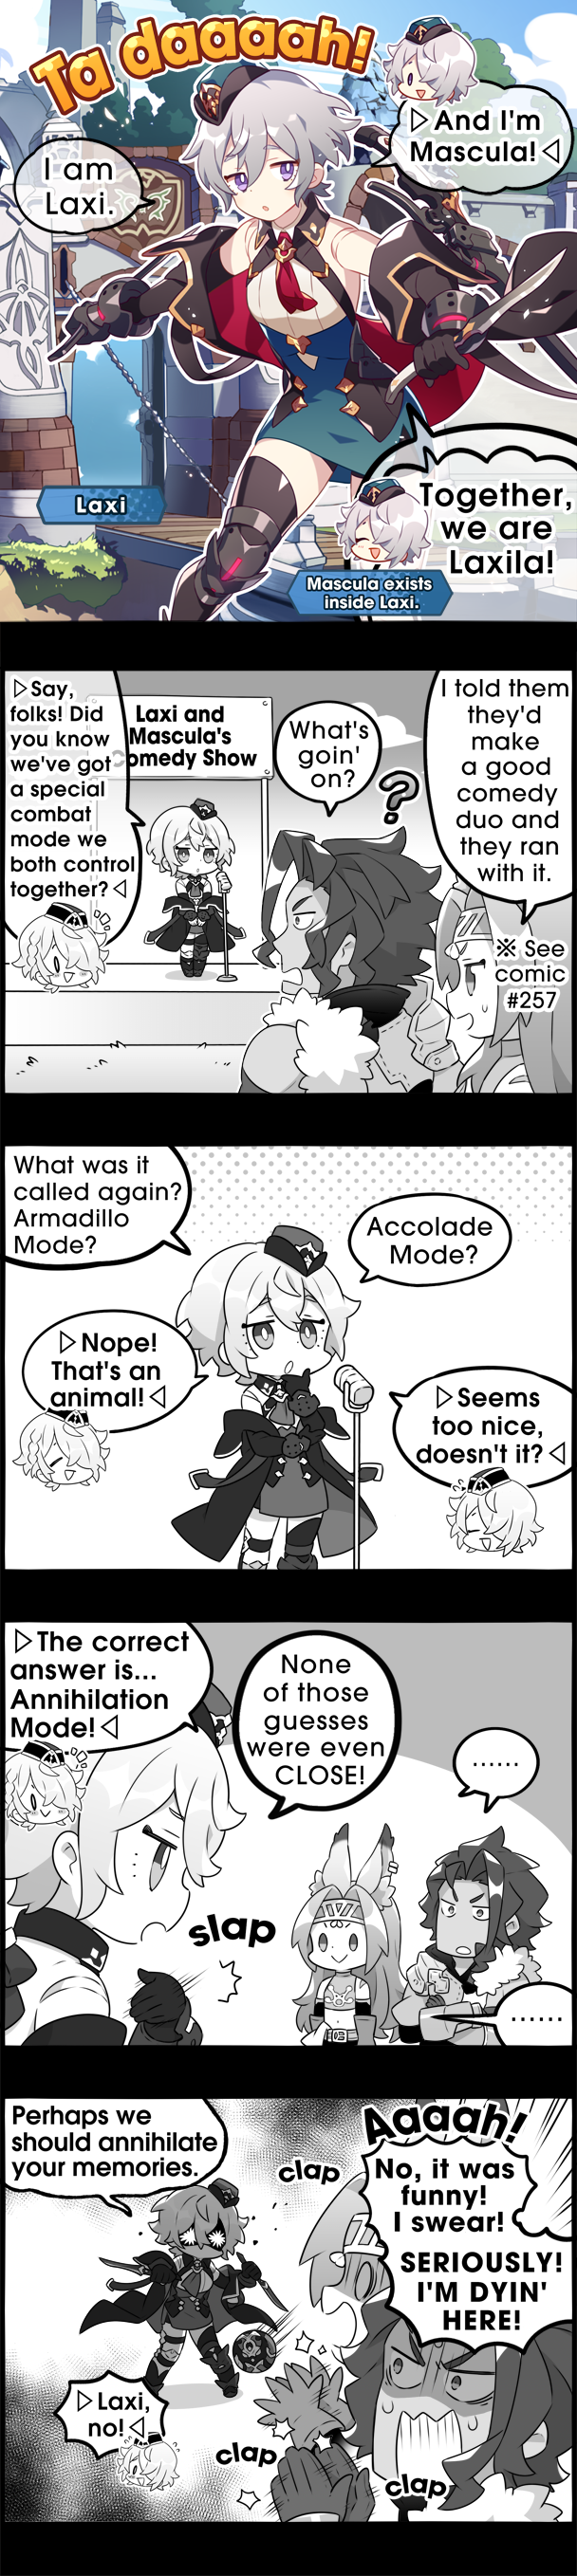 Ta daaaah!
▷And I'm
Mascula!◁
I am
Laxi.
Laxi
Together,
we are
Laxila!
Mascula exists
inside Laxi.
▷Say,
folks! Did
you know
we've got
a special
combat
mode we
both control
together?◁
Laxi and
Mascula's
Comedy Show
What's
goin'
on?
?
I told them
they'd
make
a good
comedy
duo and
they ran
with it.
※ See
comic
#257
What was it
called again?
Armadillo
Mode?
▷Nope!
That's an
animal!◁
Accolade
Mode?
▷Seems
too nice,
doesn't it?◁
▷The correct
answer is...
Annihilation
Mode!◁
None
of those
guesses
were even
CLOSE!
slap
......
......
Perhaps we
should annihilate
your memories.
▷Laxi,
no!◁
Aaaah!
No, it was
funny!
I swear!
SERIOUSLY!
I'M DYIN'
HERE!
clap
clap
clap